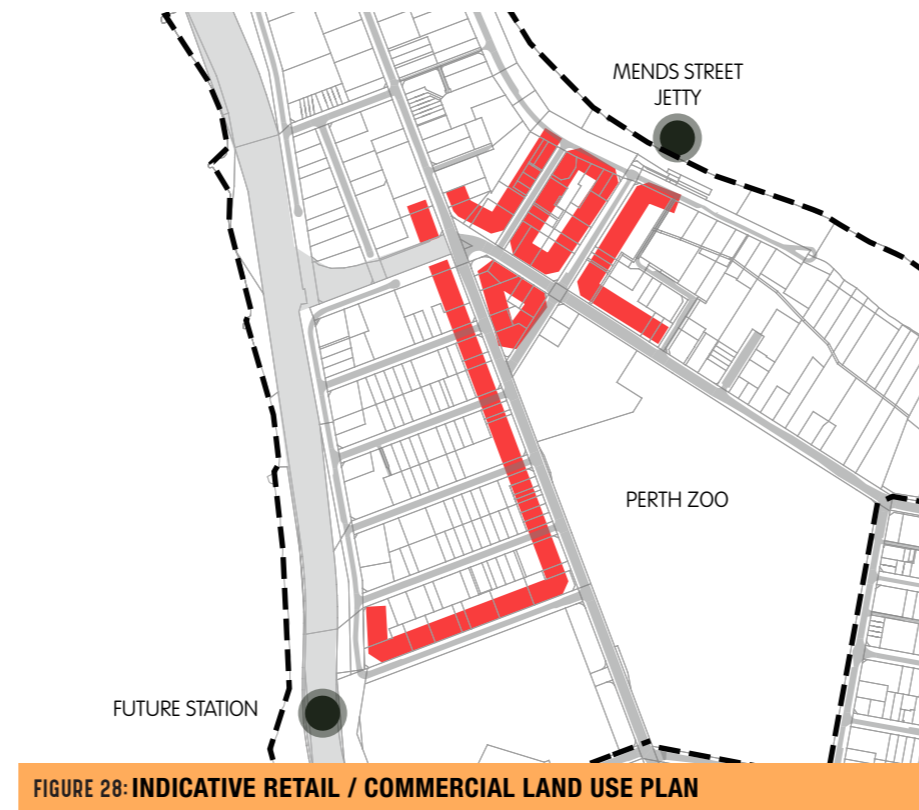 MENDS STREET
JETTY
PERTH ZOO
FUTURE STATION
FIGURE 28: INDICATIVE RETAIL / COMMERCIAL LAND USE PLAN